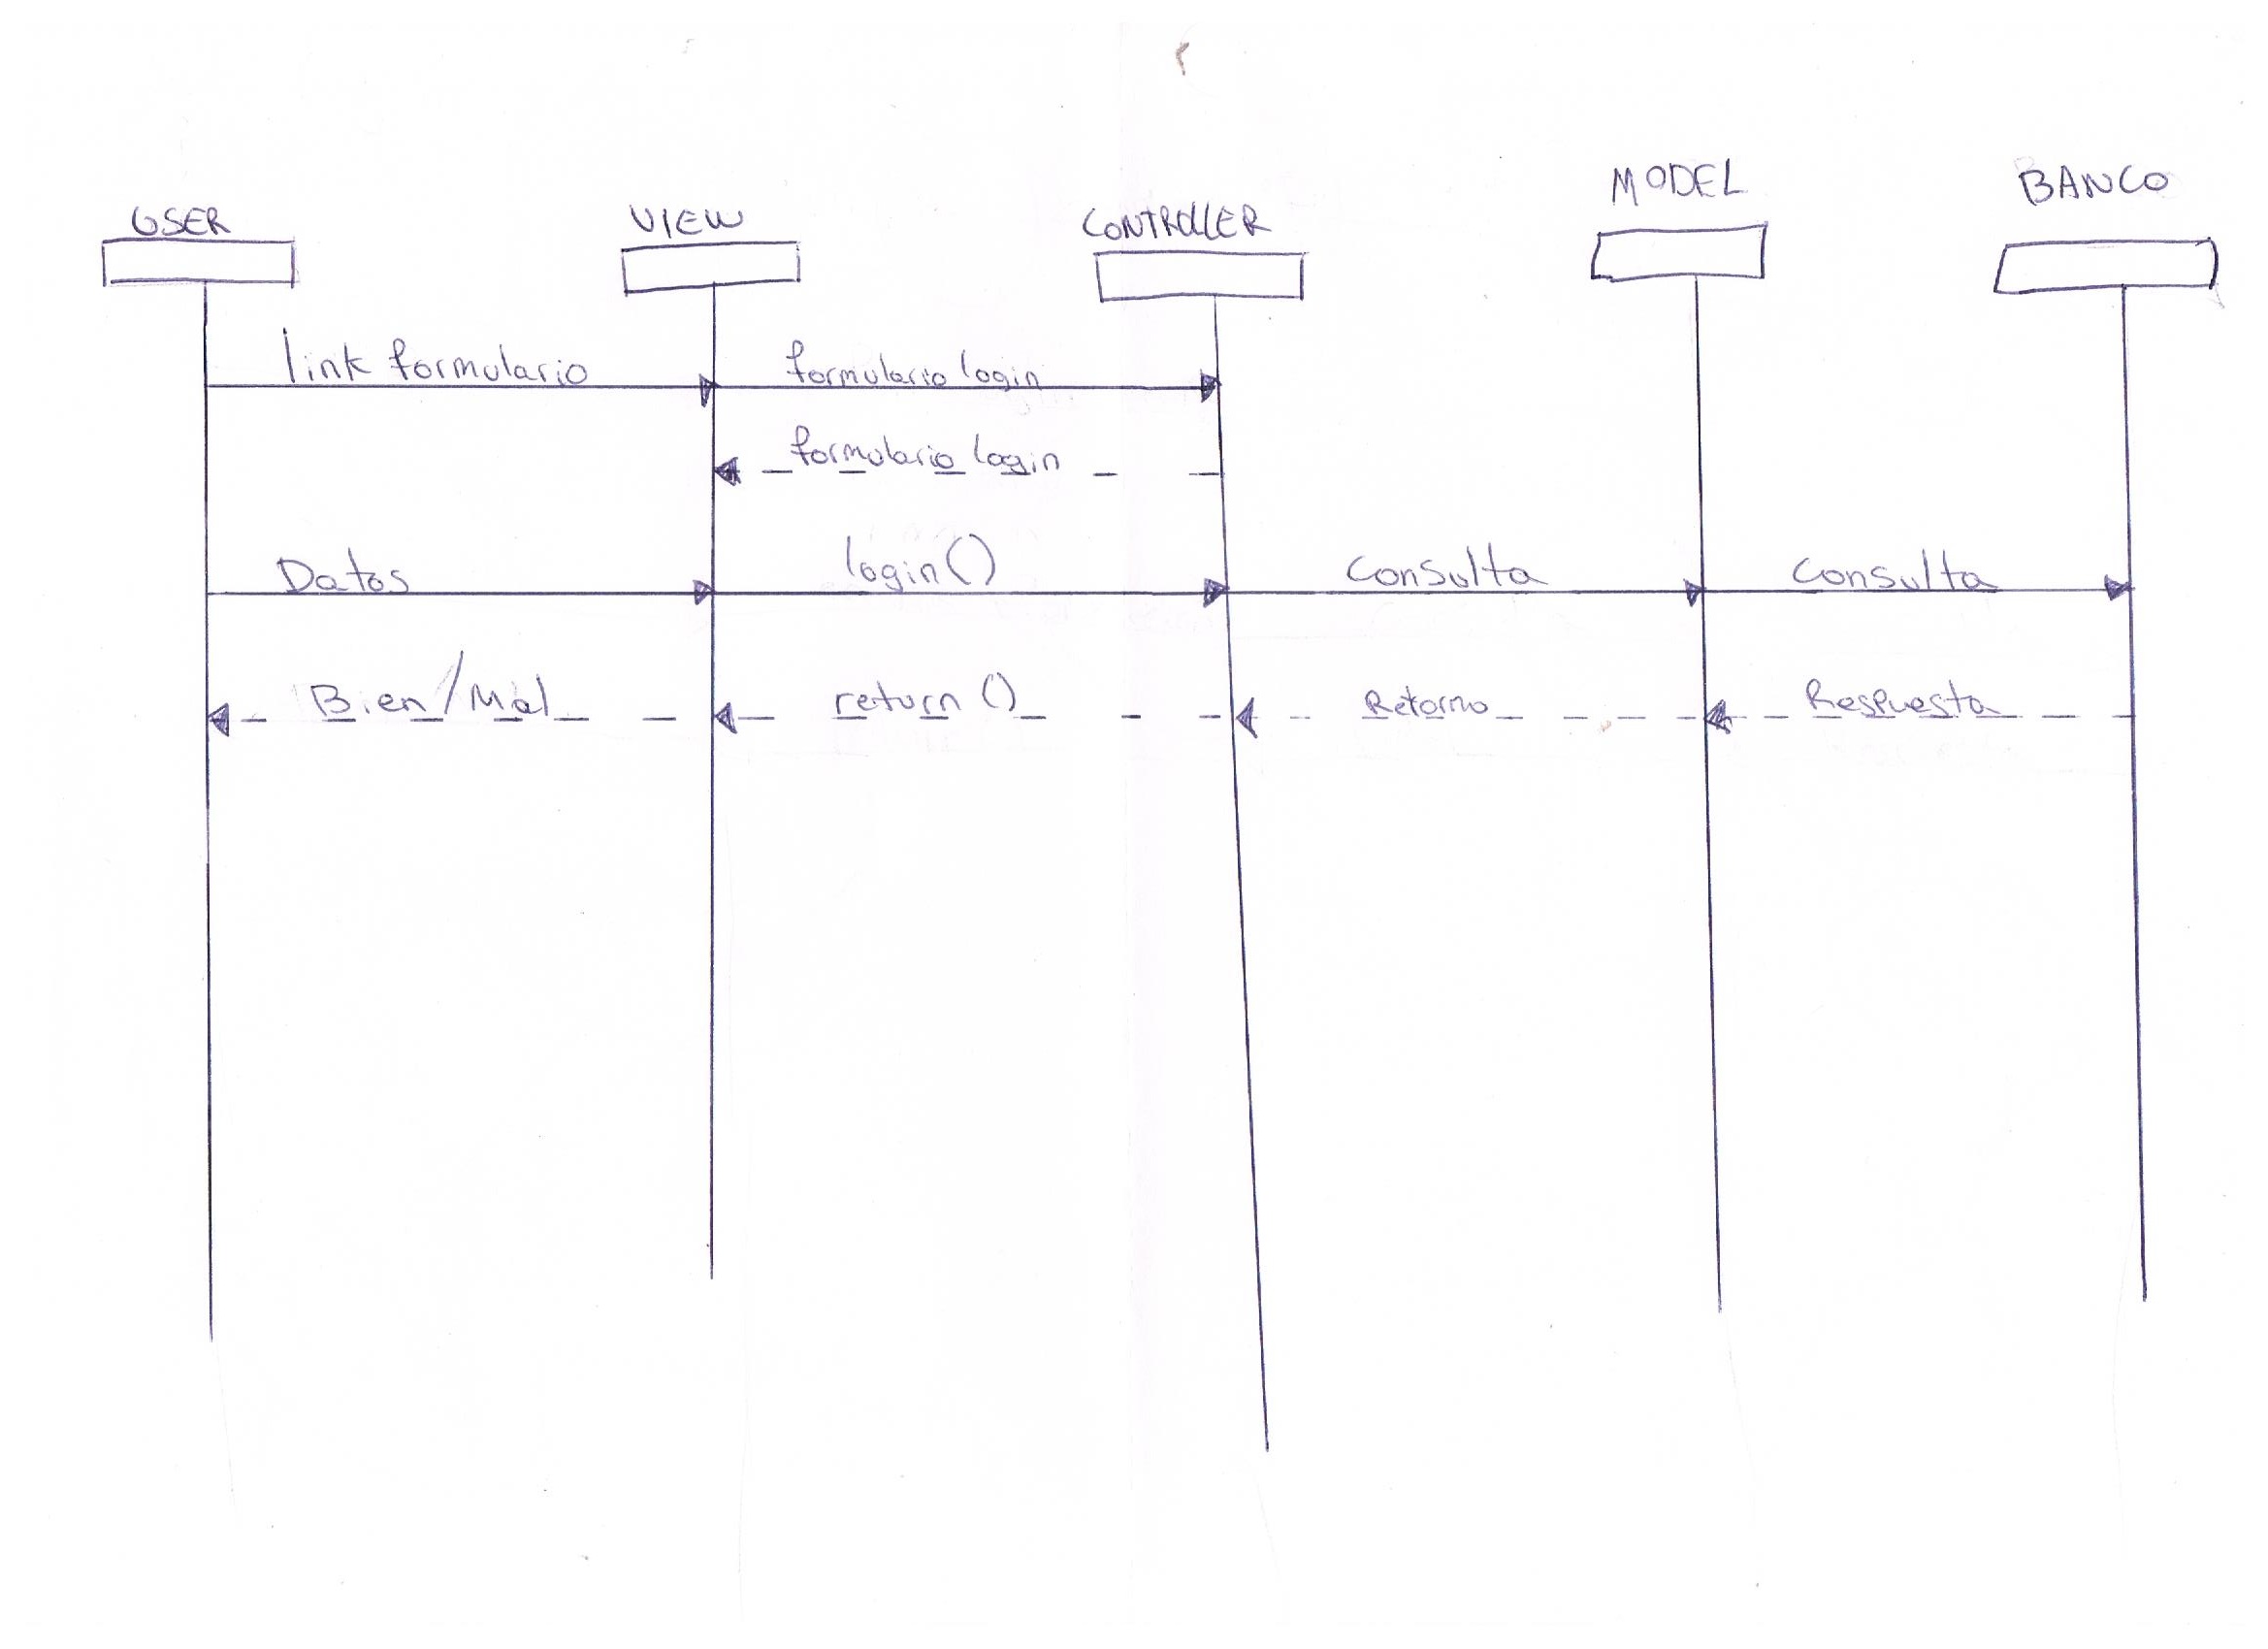 USER VIEW CONTROLLER MODEL BANCO
link formulario formulario login
formulario login
Datos login() Consulta Consulta
Bien/Mal return() Retorno Respuesta